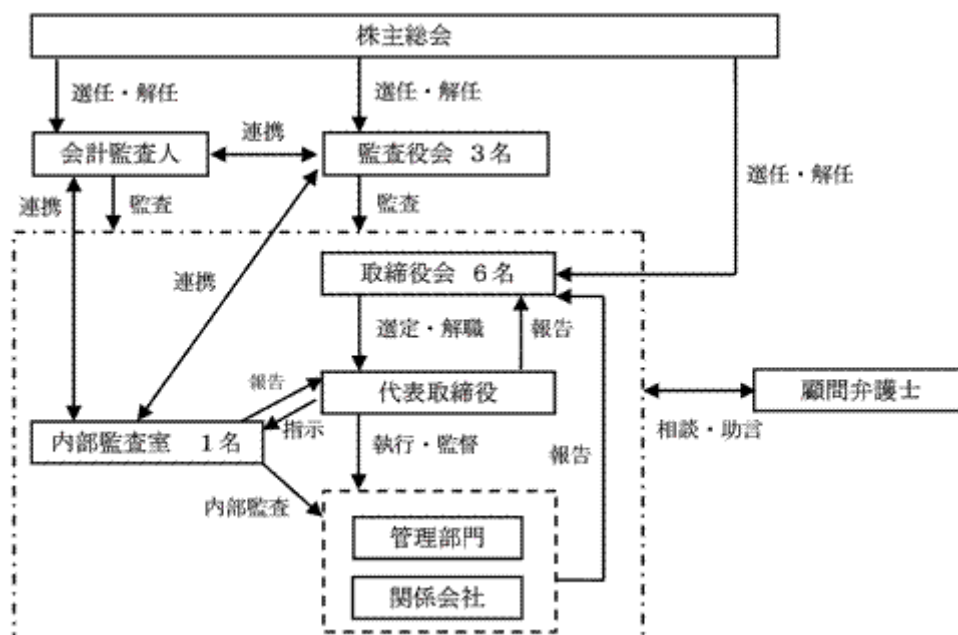 株主総会
選任・解任
選任・解任
選任・解任
会計監査人
連携
監査役会 3名
連携
監査
監査
連携
取締役会 6名
選定・解職
報告
報告
代表取締役
顧問弁護士
相談・助言
指示
内部監査室 1名
執行・監督
報告
内部監査
管理部門
関係会社